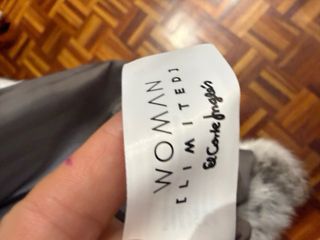 WOMAN
[LIMITED]
El Corte Inglés